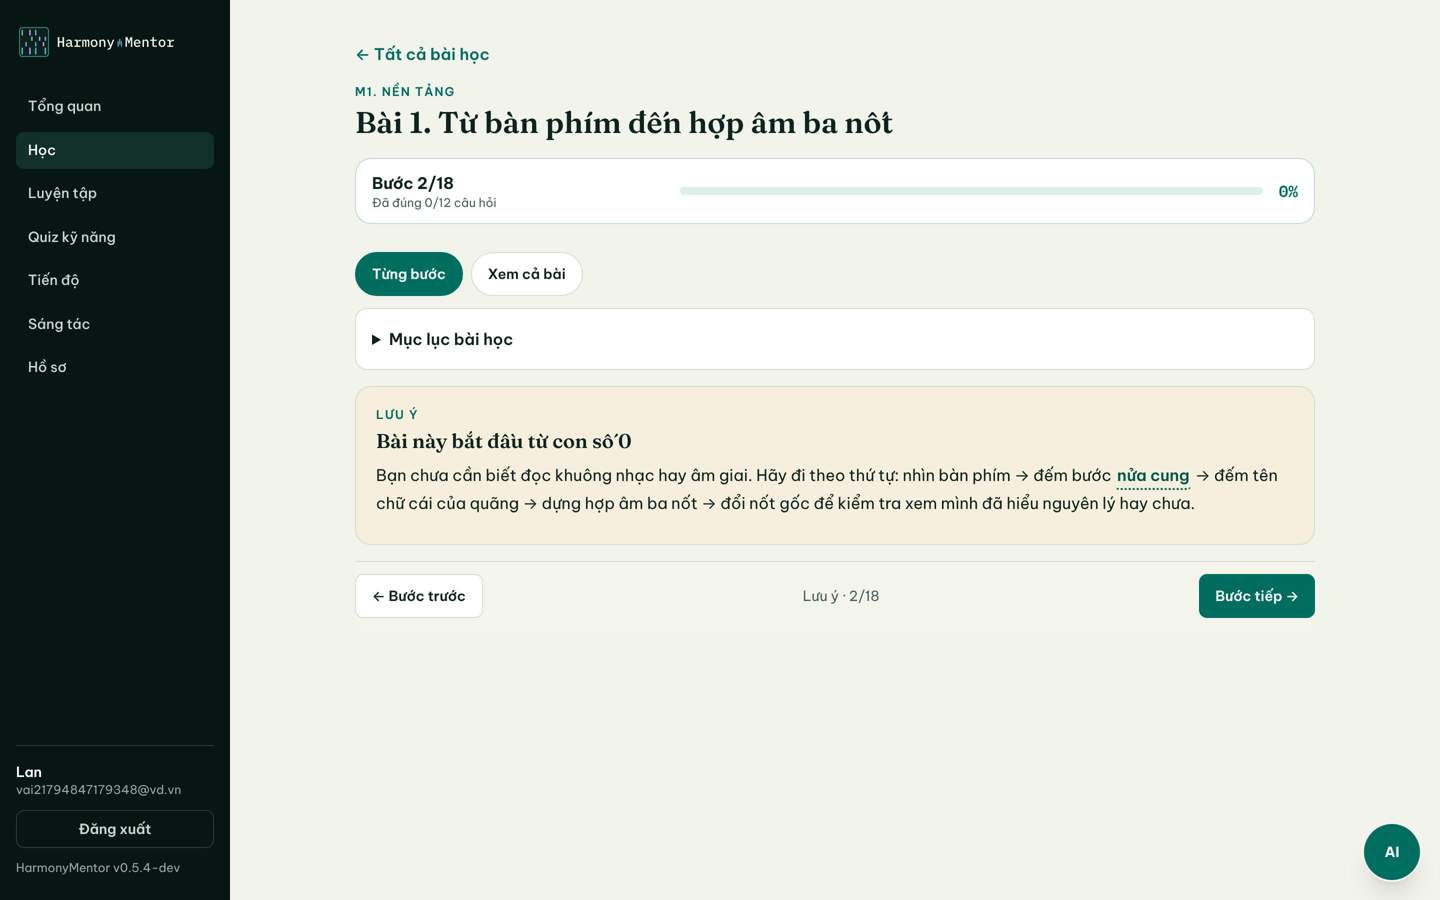 Harmony Mentor
Tổng quan
Học
Luyện tập
Quiz kỹ năng
Tiến độ
Sáng tác
Hồ sơ
Lan
vai21794847179348@vd.vn
Đăng xuất
HarmonyMentor v0.5.4-dev
← Tất cả bài học
M1. NỀN TẢNG
Bài 1. Từ bàn phím đến hợp âm ba nốt
Bước 2/18
Đã đúng 0/12 câu hỏi
0%
Từng bước
Xem cả bài
▶ Mục lục bài học
LƯU Ý
Bài này bắt đầu từ con số 0
Bạn chưa cần biết đọc khuông nhạc hay âm giai. Hãy đi theo thứ tự: nhìn bàn phím → đếm bước nửa cung → đếm tên
chữ cái của quãng → dựng hợp âm ba nốt → đổi nốt gốc để kiểm tra xem mình đã hiểu nguyên lý hay chưa.
← Bước trước
Lưu ý · 2/18
Bước tiếp →
AI